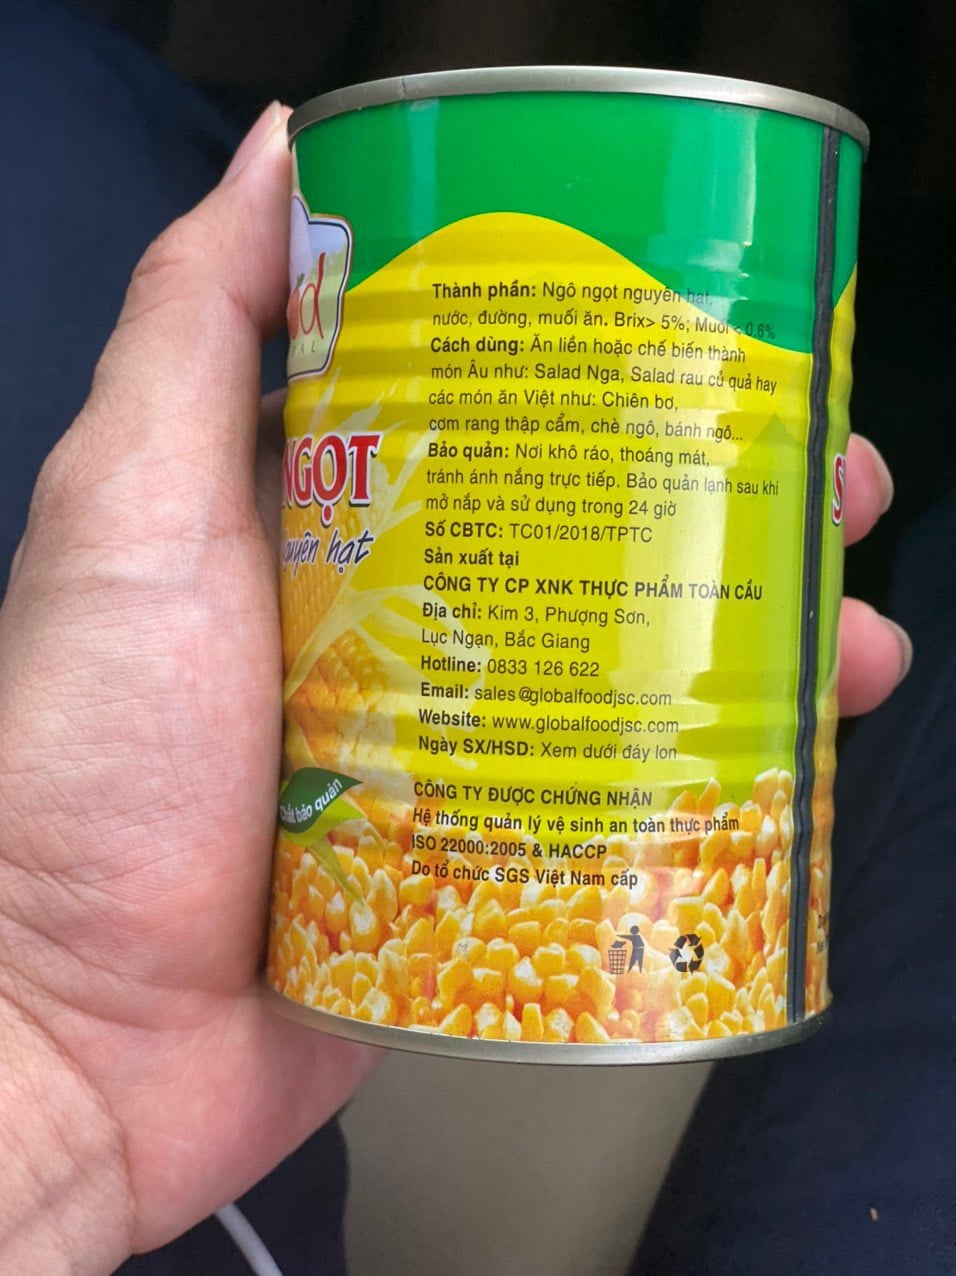 NGỌT
nguyên hạt
Chất bảo quản
Thành phần: Ngô ngọt nguyên hạt,
nước, đường, muối ăn. Brix> 5%; Muối < 0.6%
Cách dùng: Ăn liền hoặc chế biến thành
món Âu như: Salad Nga, Salad rau củ quả hay
các món ăn Việt như: Chiên bơ,
cơm rang thập cẩm, chè ngô, bánh ngô...
Bảo quản: Nơi khô ráo, thoáng mát,
tránh ánh nắng trực tiếp. Bảo quản lạnh sau khi
mở nắp và sử dụng trong 24 giờ
Số CBTC: TC01/2018/TPTC
Sản xuất tại
CÔNG TY CP XNK THỰC PHẨM TOÀN CẦU
Địa chỉ: Kim 3, Phượng Sơn,
Lục Ngạn, Bắc Giang
Hotline: 0833 126 622
Email: sales@globalfoodjsc.com
Website: www.globalfoodjsc.com
Ngày SX/HSD: Xem dưới đáy lon
CÔNG TY ĐƯỢC CHỨNG NHẬN
Hệ thống quản lý vệ sinh an toàn thực phẩm
ISO 22000:2005 & HACCP
Do tổ chức SGS Việt Nam cấp